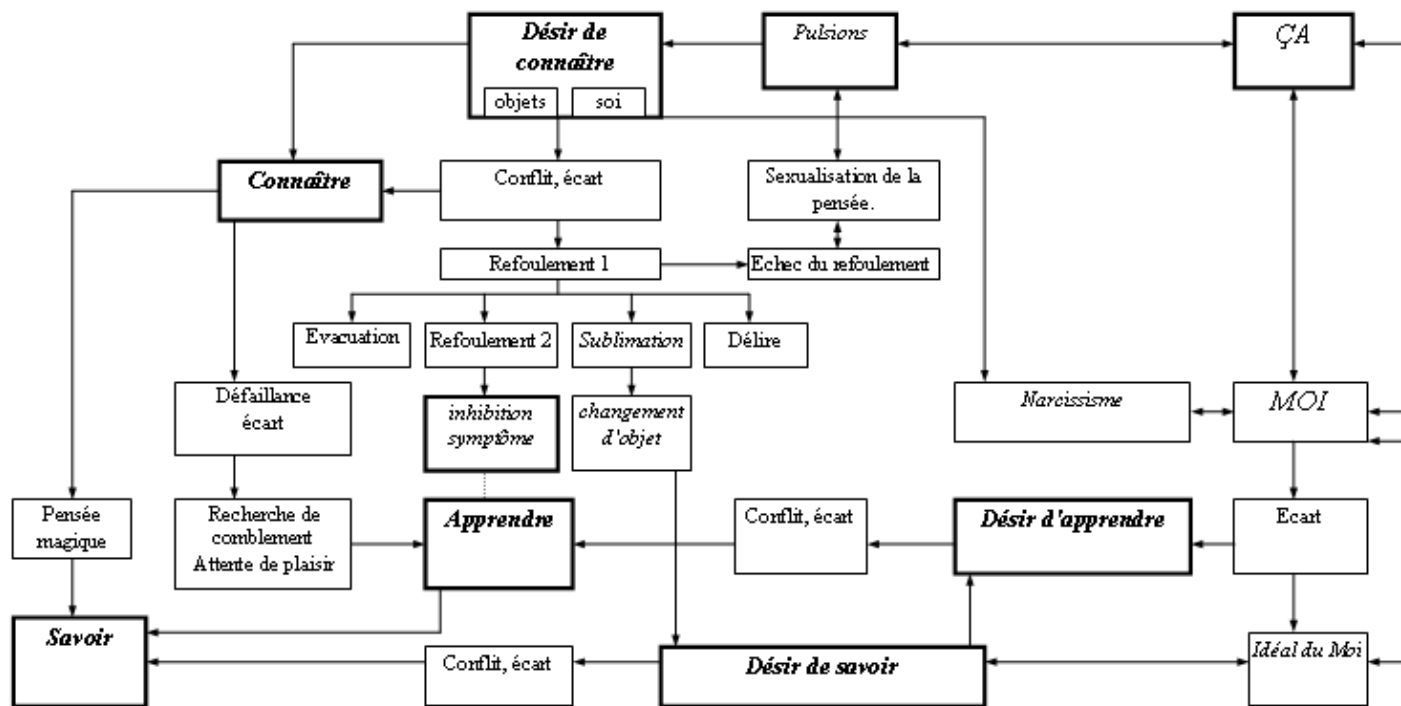 Désir de
connaître
objets
soi
Pulsions
ÇA
Connaître
Conflit, écart
Sexualisation de la
pensée.
Refoulement 1
Echec du refoulement
Evacuation
Refoulement 2
Sublimation
Délire
Défaillance
écart
inhibition
symptôme
changement
d'objet
Narcissisme
MOI
Pensée
magique
Recherche de
comblement
Attente de plaisir
Apprendre
Conflit, écart
Désir d'apprendre
Ecart
Savoir
Conflit, écart
Désir de savoir
Idéal du Moi